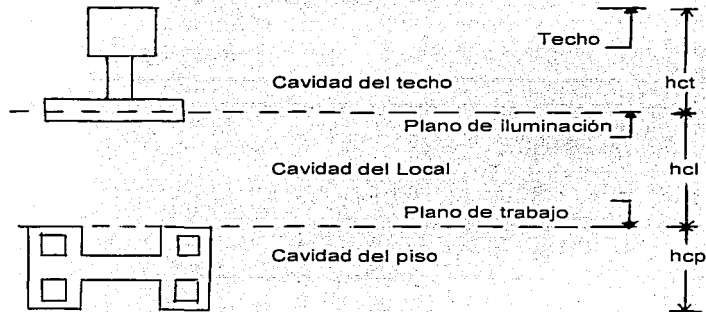 Techo
Cavidad del techo
hct
Plano de iluminación
Cavidad del Local
hcl
Plano de trabajo
Cavidad del piso
hcp